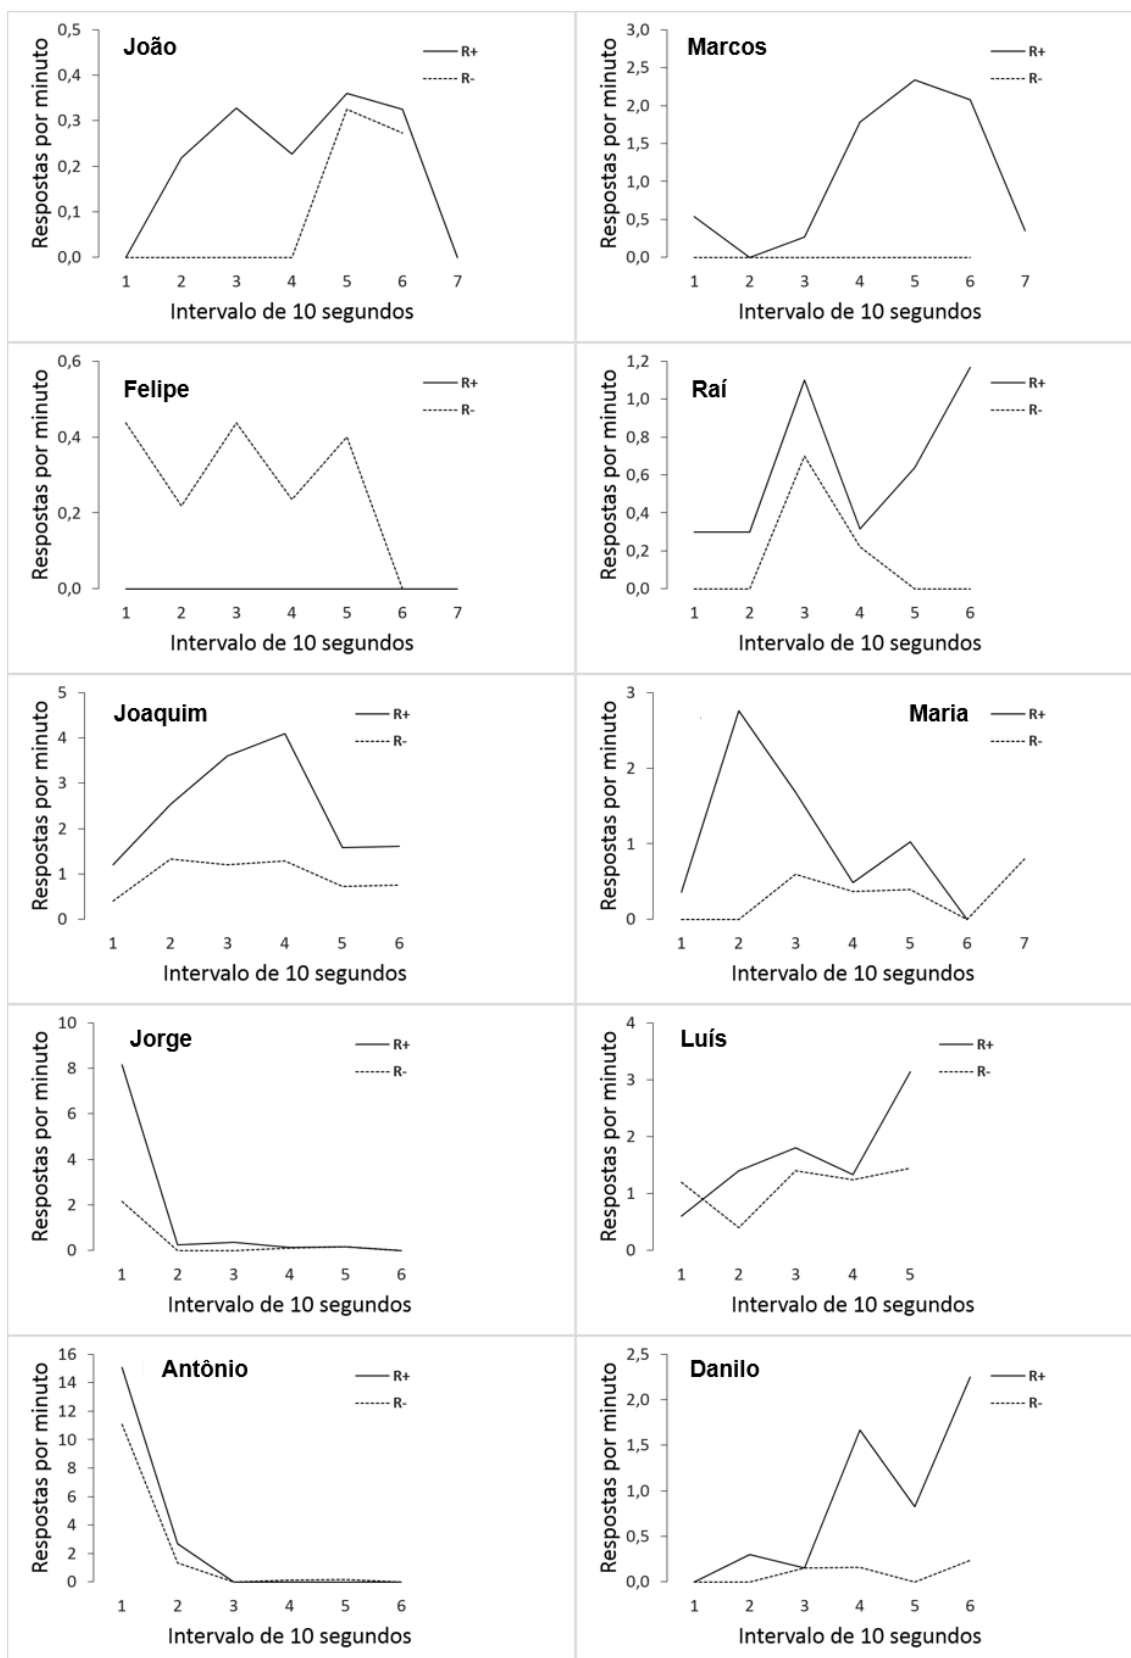 João
R+
R-
Respostas por minuto
0,5
0,4
0,3
0,2
0,1
0,0
1 2 3 4 5 6 7
Intervalo de 10 segundos
Marcos
R+
R-
Respostas por minuto
3,0
2,5
2,0
1,5
1,0
0,5
0,0
1 2 3 4 5 6 7
Intervalo de 10 segundos
Felipe
R+
R-
Respostas por minuto
0,6
0,4
0,2
0,0
1 2 3 4 5 6 7
Intervalo de 10 segundos
Raí
R+
R-
Respostas por minuto
1,2
1,0
0,8
0,6
0,4
0,2
0,0
1 2 3 4 5 6
Intervalo de 10 segundos
Joaquim
R+
R-
Respostas por minuto
5
4
3
2
1
0
1 2 3 4 5 6
Intervalo de 10 segundos
Maria
R+
R-
Respostas por minuto
3
2
1
0
1 2 3 4 5 6 7
Intervalo de 10 segundos
Jorge
R+
R-
Respostas por minuto
10
8
6
4
2
0
1 2 3 4 5 6
Intervalo de 10 segundos
Luís
R+
R-
Respostas por minuto
4
3
2
1
0
1 2 3 4 5
Intervalo de 10 segundos
Antônio
R+
R-
Respostas por minuto
16
14
12
10
8
6
4
2
0
1 2 3 4 5 6
Intervalo de 10 segundos
Danilo
R+
R-
Respostas por minuto
2,5
2,0
1,5
1,0
0,5
0,0
1 2 3 4 5 6
Intervalo de 10 segundos